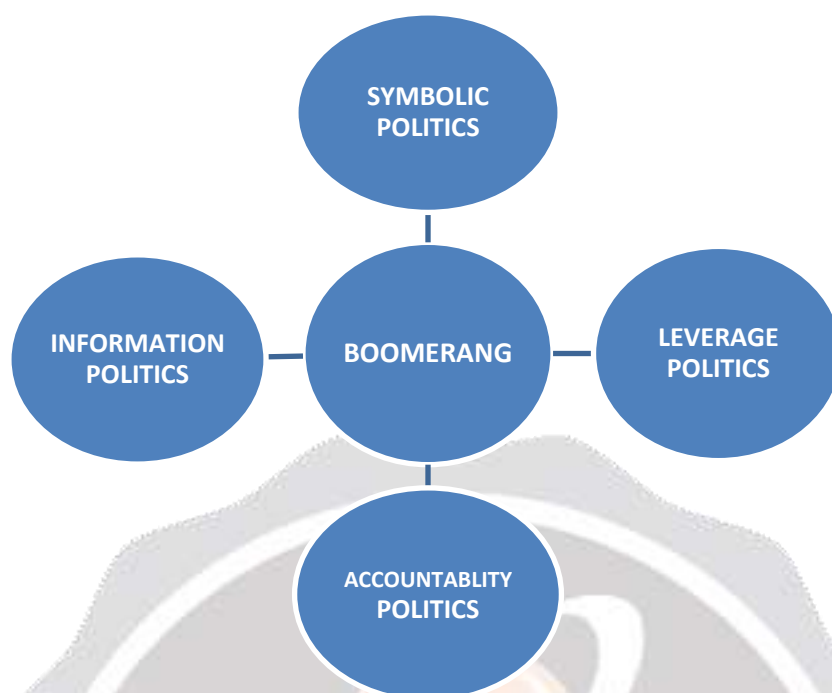 SYMBOLIC
POLITICS
INFORMATION
POLITICS
BOOMERANG
LEVERAGE
POLITICS
ACCOUNTABLITY
POLITICS